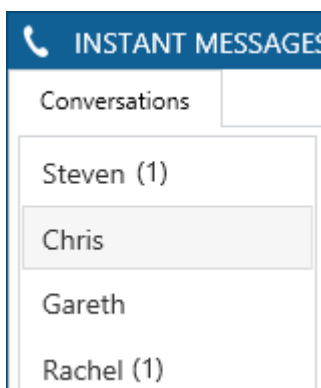 INSTANT MESSAGES
Conversations
Steven (1)
Chris
Gareth
Rachel (1)